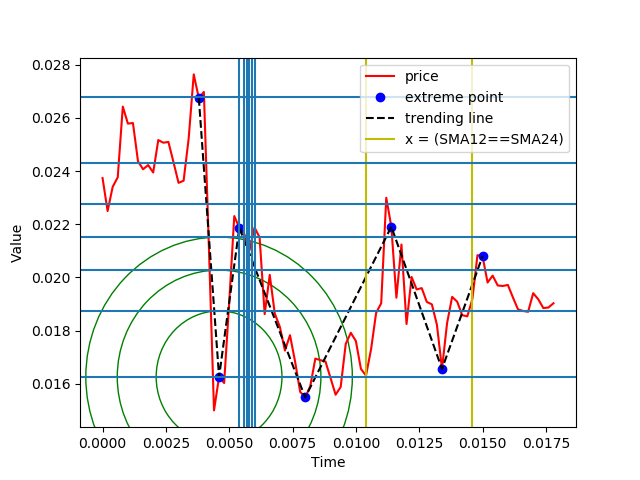 0.028
0.026
0.024
0.022
0.020
0.018
0.016
Value
price
extreme point
trending line
x = (SMA12==SMA24)
0.0000 0.0025 0.0050 0.0075 0.0100 0.0125 0.0150 0.0175
Time